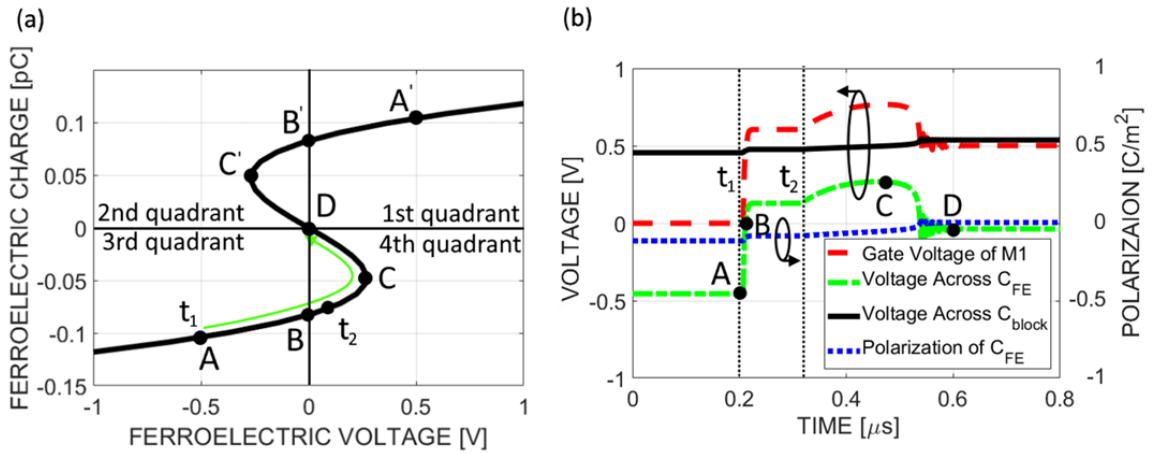 (a)
FERROELECTRIC CHARGE [pC]
0.1
0.05
0
-0.05
-0.1
-0.15
A'
B'
C'
D
2nd quadrant
1st quadrant
3rd quadrant
4th quadrant
C
t1
t2
B
A
-1
-0.5
0
0.5
1
FERROELECTRIC VOLTAGE [V]
(b)
VOLTAGE [V]
1
0.5
0
-0.5
-1
t1
t2
A
B
C
D
Gate Voltage of M1
Voltage Across CFE
Voltage Across Cblock
Polarization of CFE
0
0.2
0.4
0.6
0.8
TIME [μs]
1
0.5
0
-0.5
-1
POLARIZAION [C/m²]